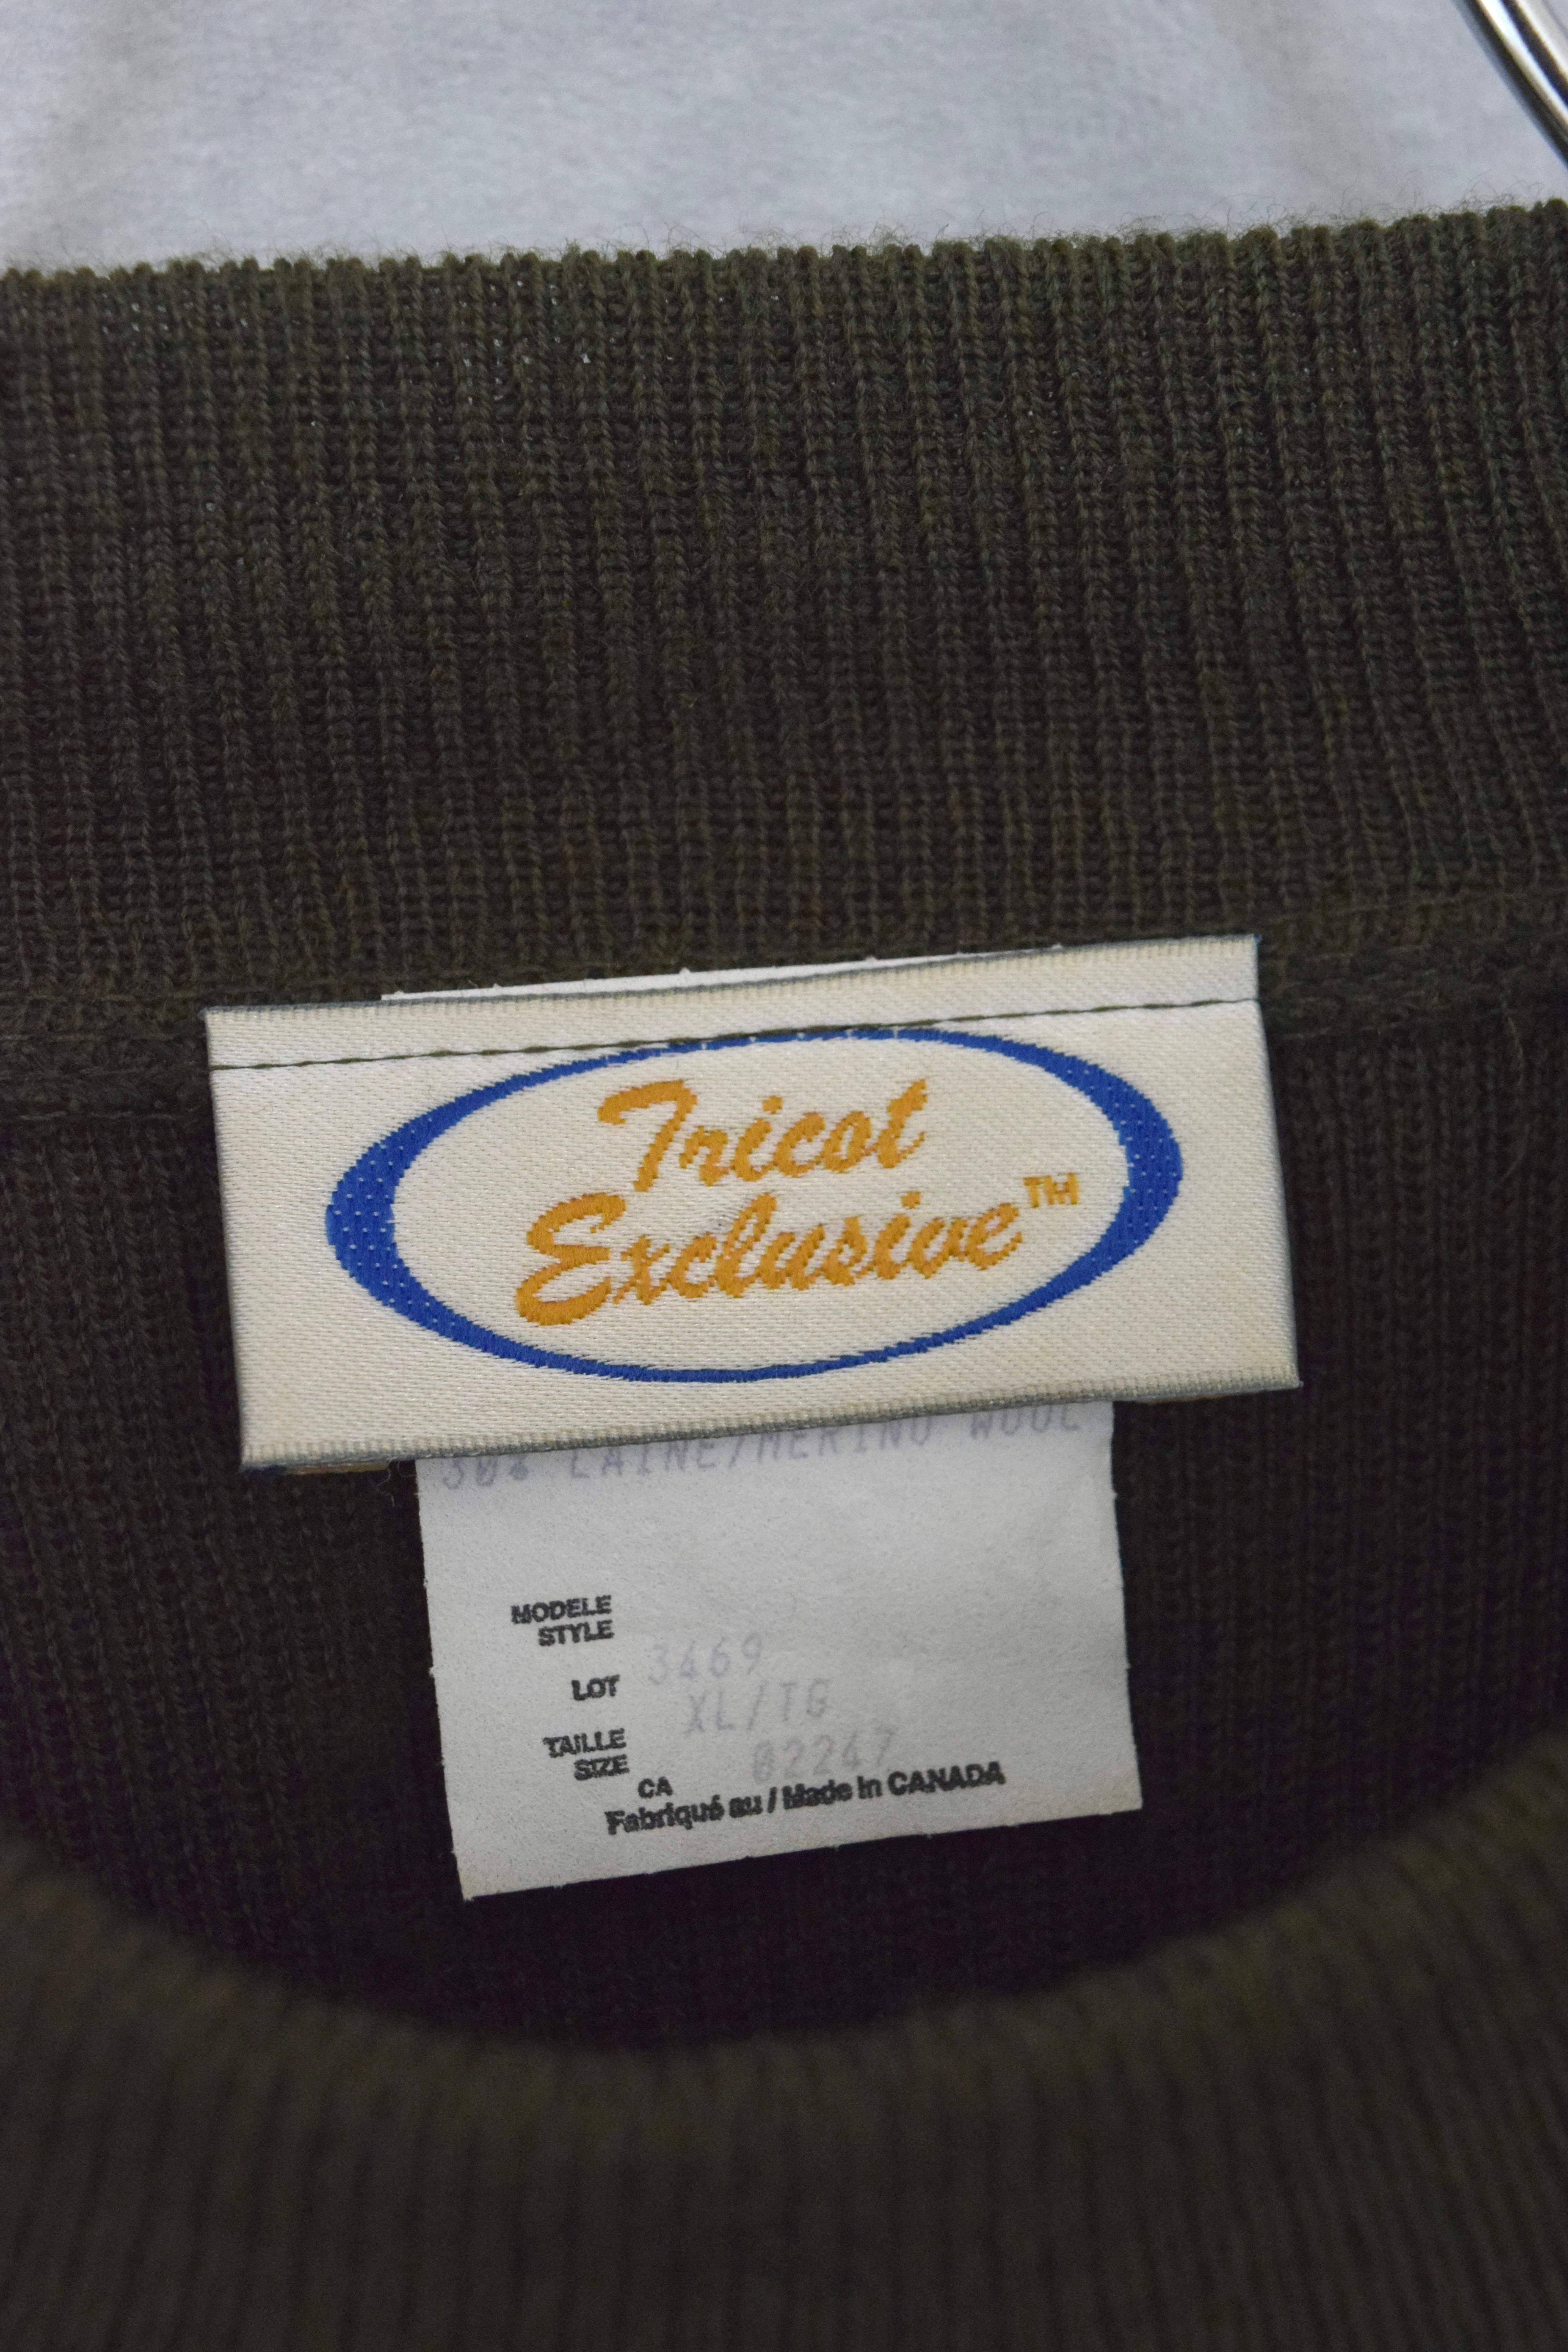 Tricot
Exclusive™
30% LAINE/MERINO WOOL
MODELE
STYLE
3469
LOT
XL/TG
TAILLE
SIZE
02247
CA
Fabriqué au / Made in CANADA